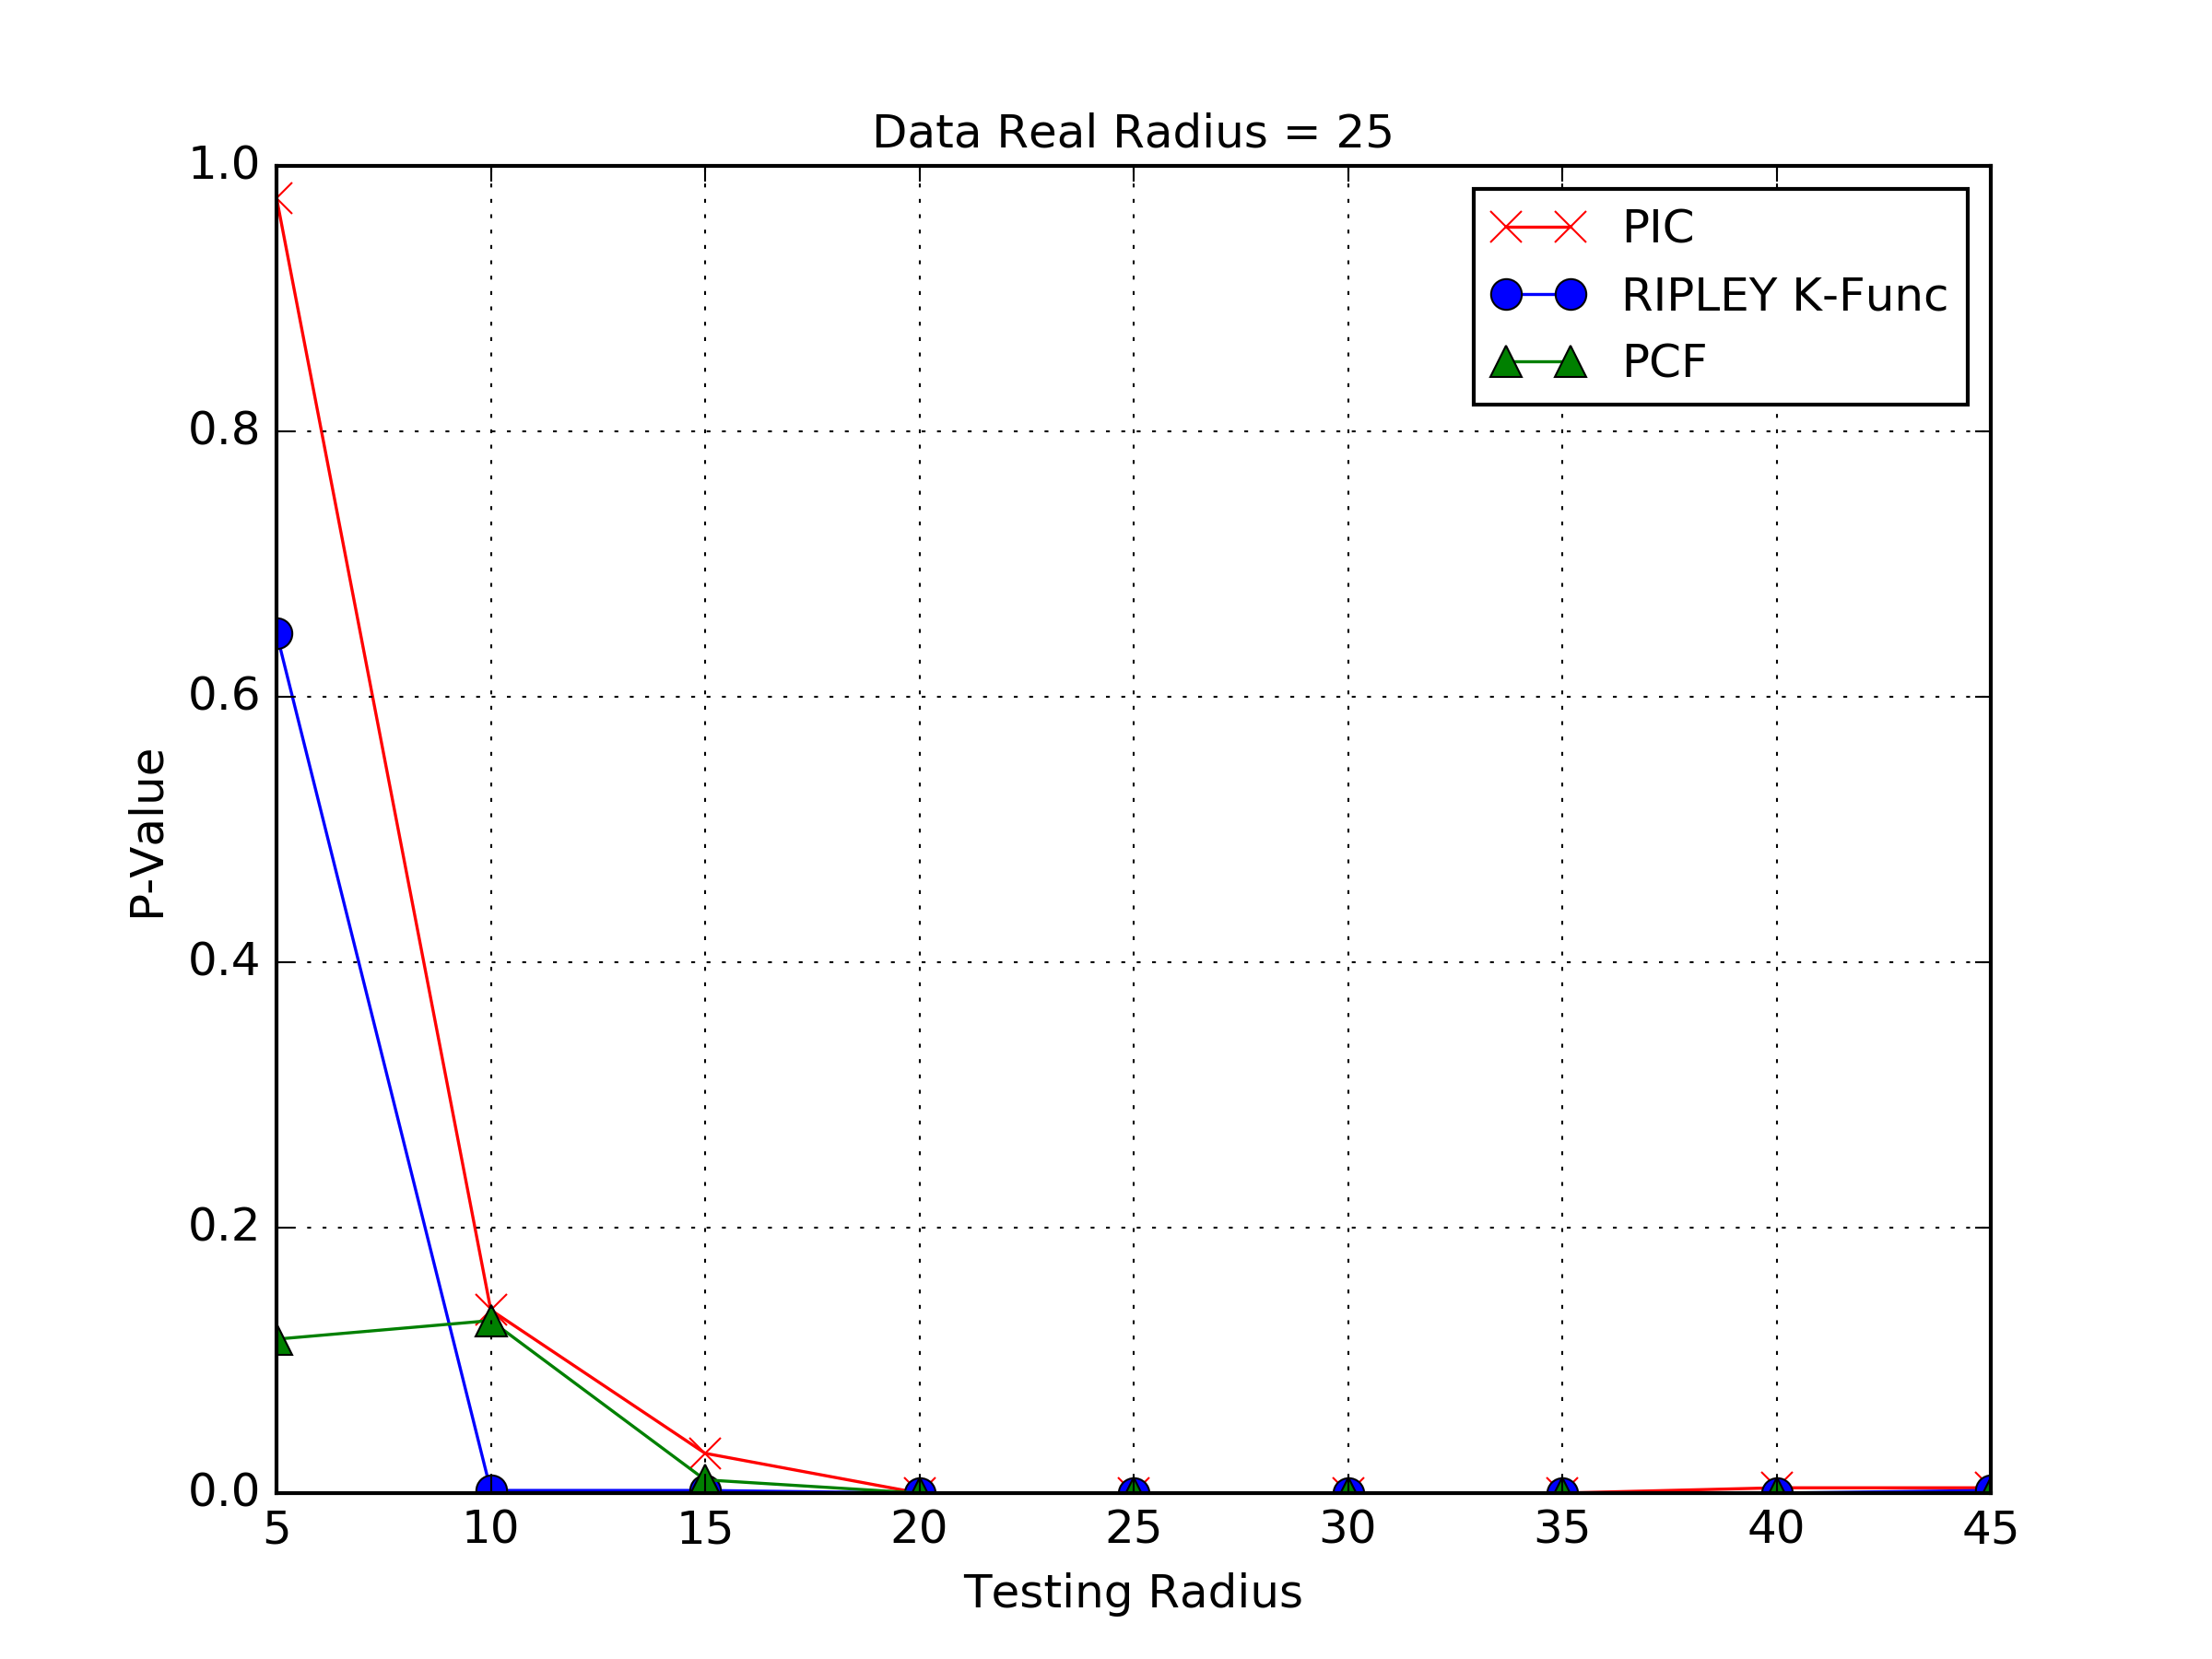 Data Real Radius = 25
1.0
0.8
0.6
0.4
0.2
0.0
P-Value
PIC
RIPLEY K-Func
PCF
5 10 15 20 25 30 35 40 45
Testing Radius